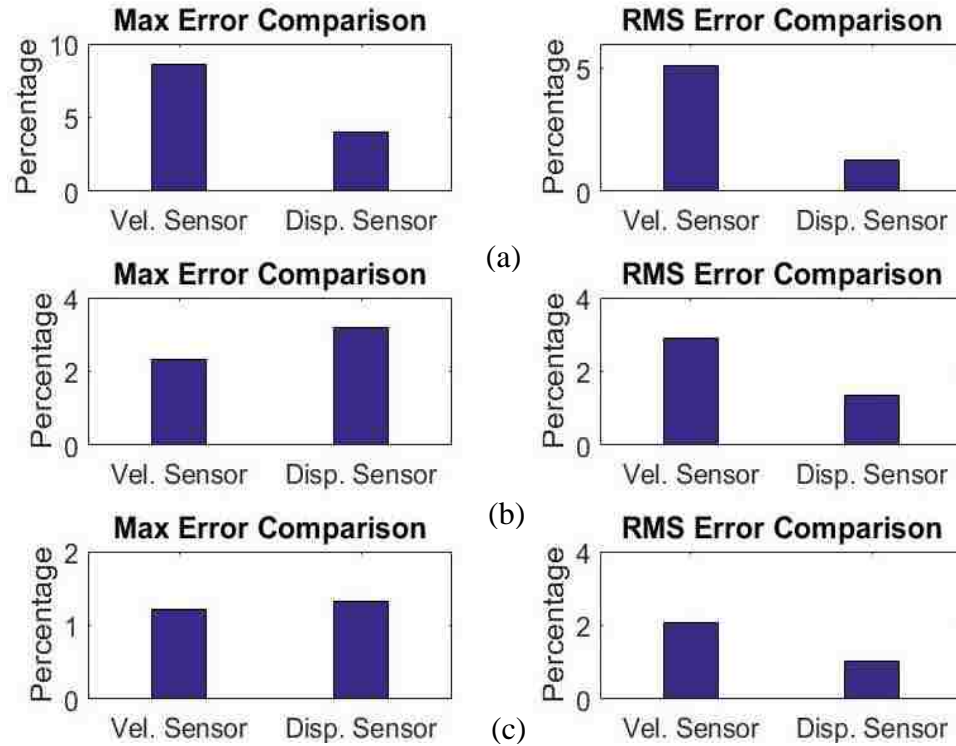 Max Error Comparison
Percentage
10
5
0
Vel. Sensor Disp. Sensor
RMS Error Comparison
Percentage
5
0
Vel. Sensor Disp. Sensor
(a)
Max Error Comparison
Percentage
4
2
0
Vel. Sensor Disp. Sensor
RMS Error Comparison
Percentage
4
2
0
Vel. Sensor Disp. Sensor
(b)
Max Error Comparison
Percentage
2
1
0
Vel. Sensor Disp. Sensor
RMS Error Comparison
Percentage
4
2
0
Vel. Sensor Disp. Sensor
(c)